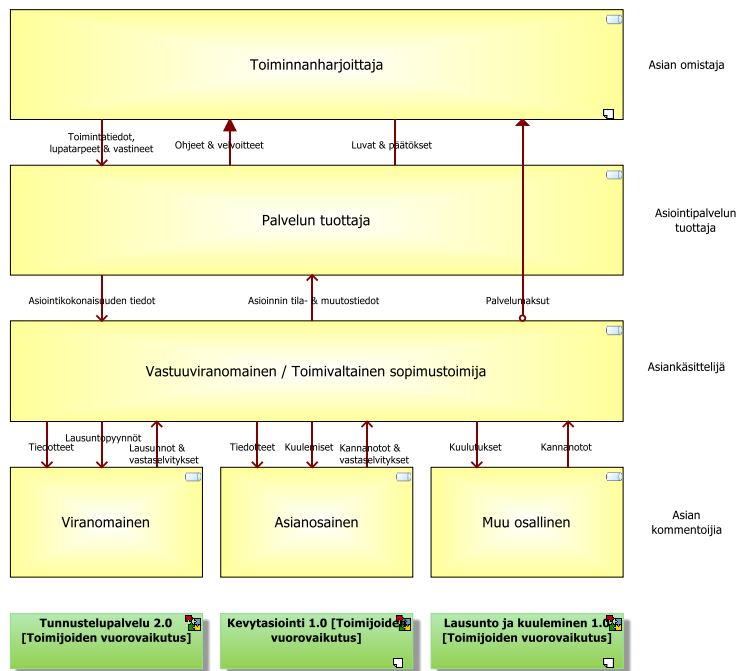 Toiminnanharjoittaja
Asian omistaja
Toimintatiedot,
lupatarpeet & vastineet
Ohjeet & velvoitteet
Luvat & päätökset
Palvelun tuottaja
Asiointipalvelun
tuottaja
Asiointikokonaisuuden tiedot
Asioinnin tila- & muutostiedot
Palvelumaksut
Vastuuviranomainen / Toimivaltainen sopimustoimija
Asiankäsittelijä
Tiedotteet
Lausuntopyynnöt
Lausunnot &
vastaselvitykset
Tiedotteet
Kuulemiset
Kannanotot &
vastaselvitykset
Kuulutukset
Kannanotot
Viranomainen
Asianosainen
Muu osallinen
Asian
kommentoijia
Tunnustelupalvelu 2.0
[Toimijoiden vuorovaikutus]
Kevytasiointi 1.0 [Toimijoiden
vuorovaikutus]
Lausunto ja kuuleminen 1.0
[Toimijoiden vuorovaikutus]